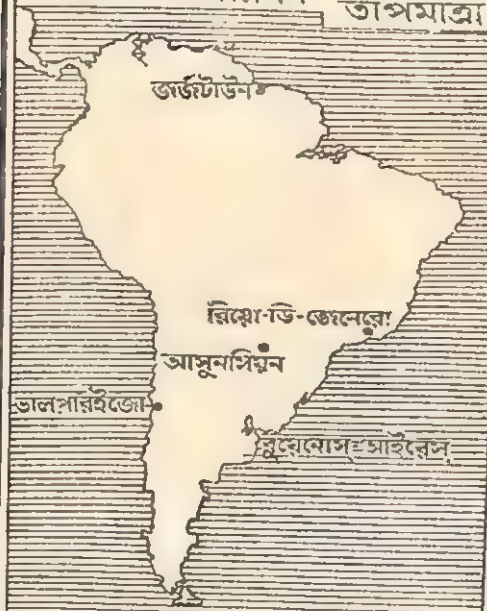 তাপমাত্রা
জর্জটাউন
রিয়ো-ডি-জেনেরো
আসুনসিয়ন
ভালপারাইজো
বুয়েনোস্-আইরেস্